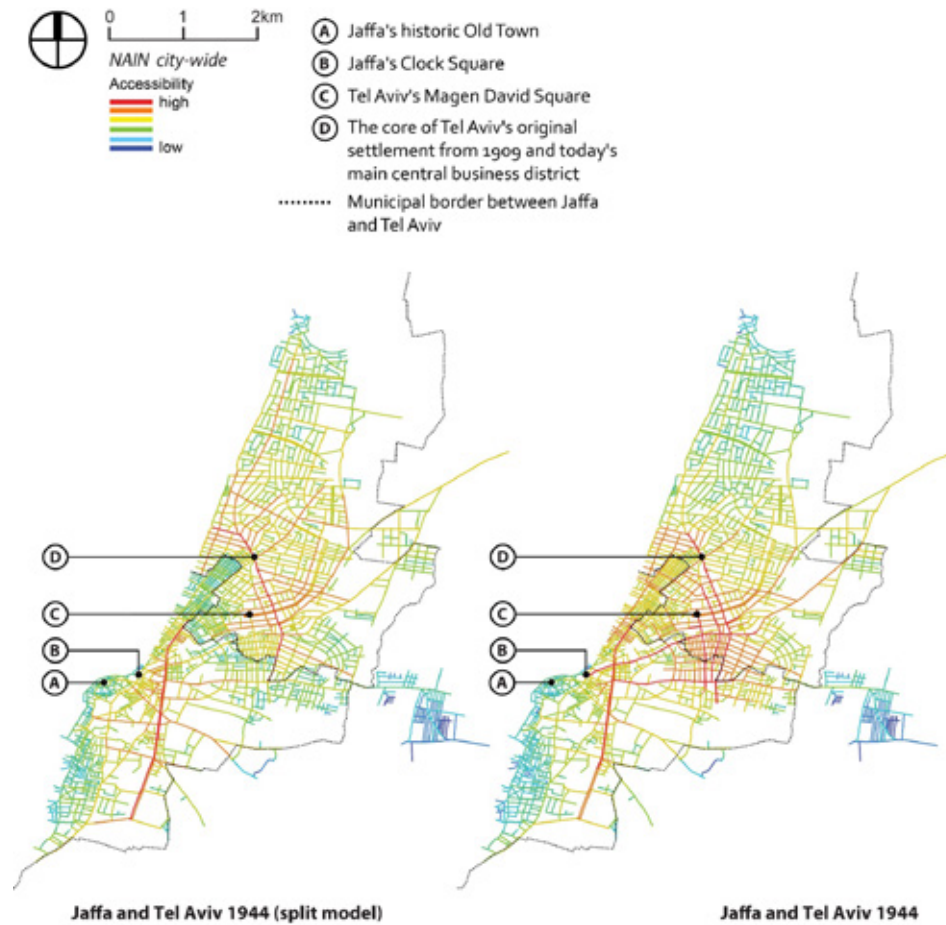 0 1 2km
NAIN city-wide
Accessibility
high
low
A Jaffa's historic Old Town
B Jaffa's Clock Square
C Tel Aviv's Magen David Square
D The core of Tel Aviv's original
settlement from 1909 and today's
main central business district
Municipal border between Jaffa
and Tel Aviv
D
C
B
A
D
C
B
A
Jaffa and Tel Aviv 1944 (split model)
Jaffa and Tel Aviv 1944